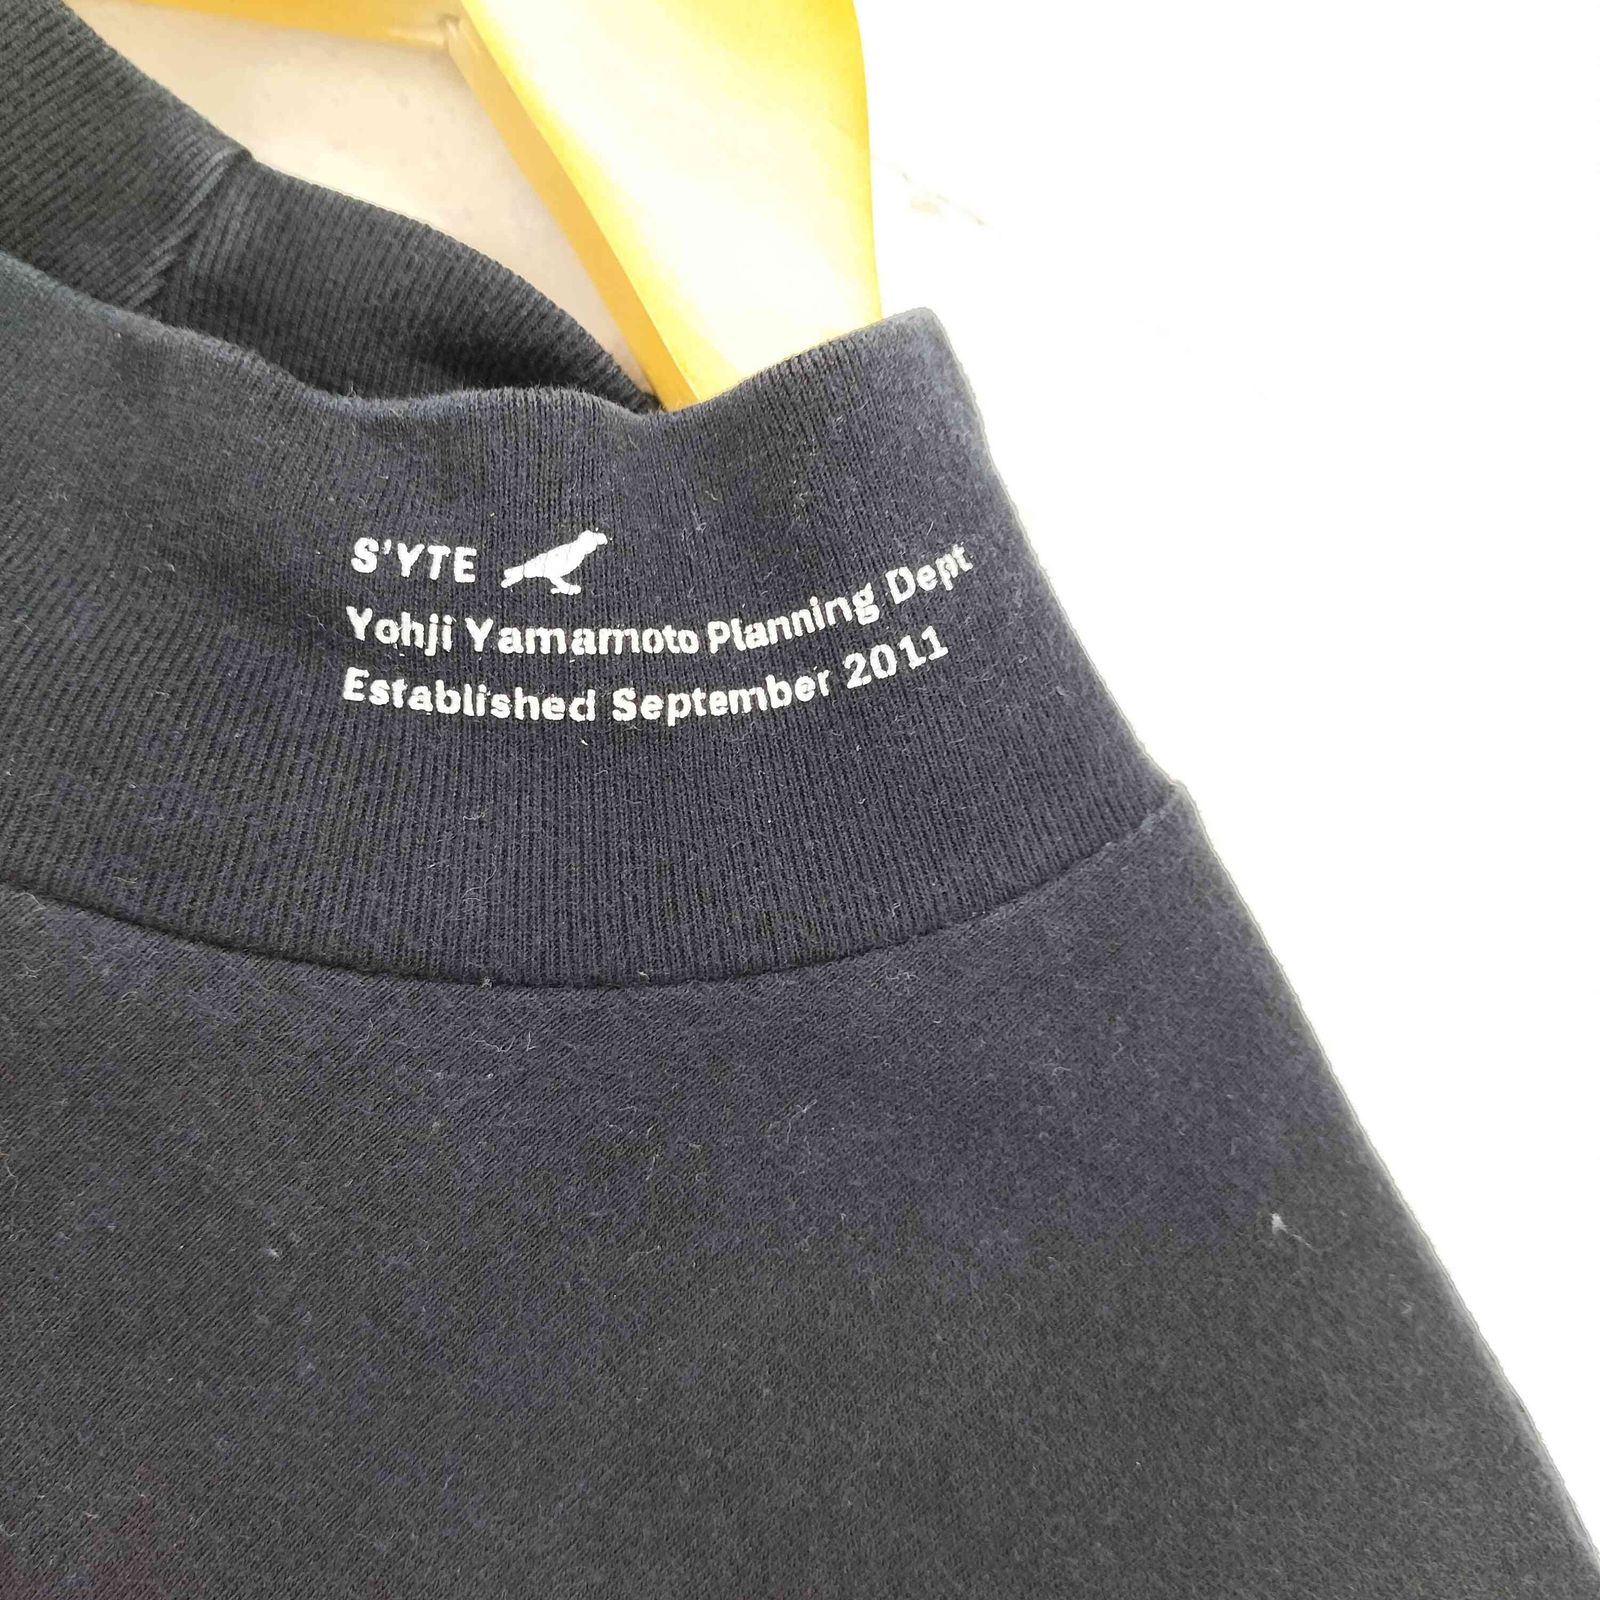 S'YTE
Yohji Yamamoto Planning Dept
Established September 2011